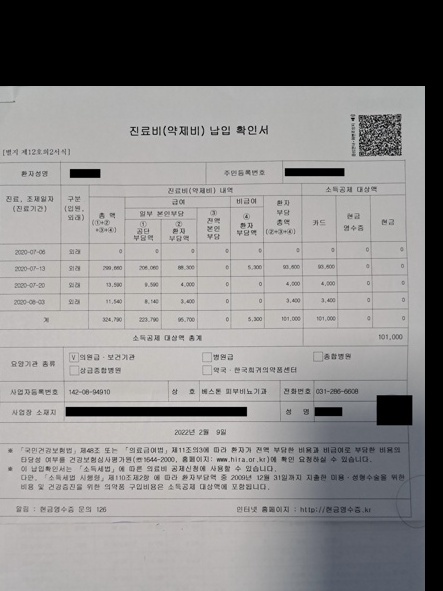 진료비(약제비) 납입 확인서
[별지 제12호의2서식]
환자성명 주민등록번호
진료, 조제일자 (진료기간) 구분 (입원, 외래) 진료비(약제비) 내역 소득공제 대상액
총 액 (①+② +③+④) 급여 비급여 환자 부담 총액 (②+③+④) 카드 현금 영수증 현금
일부 본인부담 ③ 전액 본인 부담 ④ 환자 부담액
① 공단 부담액 ② 환자 부담액
2020-07-06 외래 0 0 0 0 0 0 0 0 0
2020-07-13 외래 299,660 206,060 88,300 0 5,300 93,600 93,600 0 0
2020-07-20 외래 13,590 9,590 4,000 0 0 4,000 4,000 0 0
2020-08-03 외래 11,540 8,140 3,400 0 0 3,400 3,400 0 0
계 324,790 223,790 95,700 0 5,300 101,000 101,000 0 0
소득공제 대상액 총계 101,000
요양기관 종류 [V]의원급·보건기관 [ ]병원급 [ ]종합병원
[ ]상급종합병원 [ ]약국·한국희귀의약품센터
사업자등록번호 142-08-94910 상 호 베스톤 피부비뇨기과 전화번호 031-286-6608
사업장 소재지 성 명
2022년 2월 9일
※ 「국민건강보험법」제48조 또는 「의료급여법」제11조의3에 따라 환자가 전액 부담한 비용과 비급여로 부담한 비용의
타당성 여부를 건강보험심사평가원(☎1644-2000, 홈페이지: www.hira.or.kr)에 확인 요청하실 수 있습니다.
※ 이 납입확인서는 「소득세법」에 따른 의료비 공제신청에 사용할 수 있습니다.
다만, 「소득세법 시행령」제110조제2항에 따라 환자부담액 중 2009년 12월 31일까지 지출한 미용·성형수술을 위한
비용 및 건강증진을 위한 의약품 구입비용은 소득공제 대상액에 포함됩니다.
알림 : 현금영수증 문의 126 인터넷 홈페이지 : http://현금영수증.kr